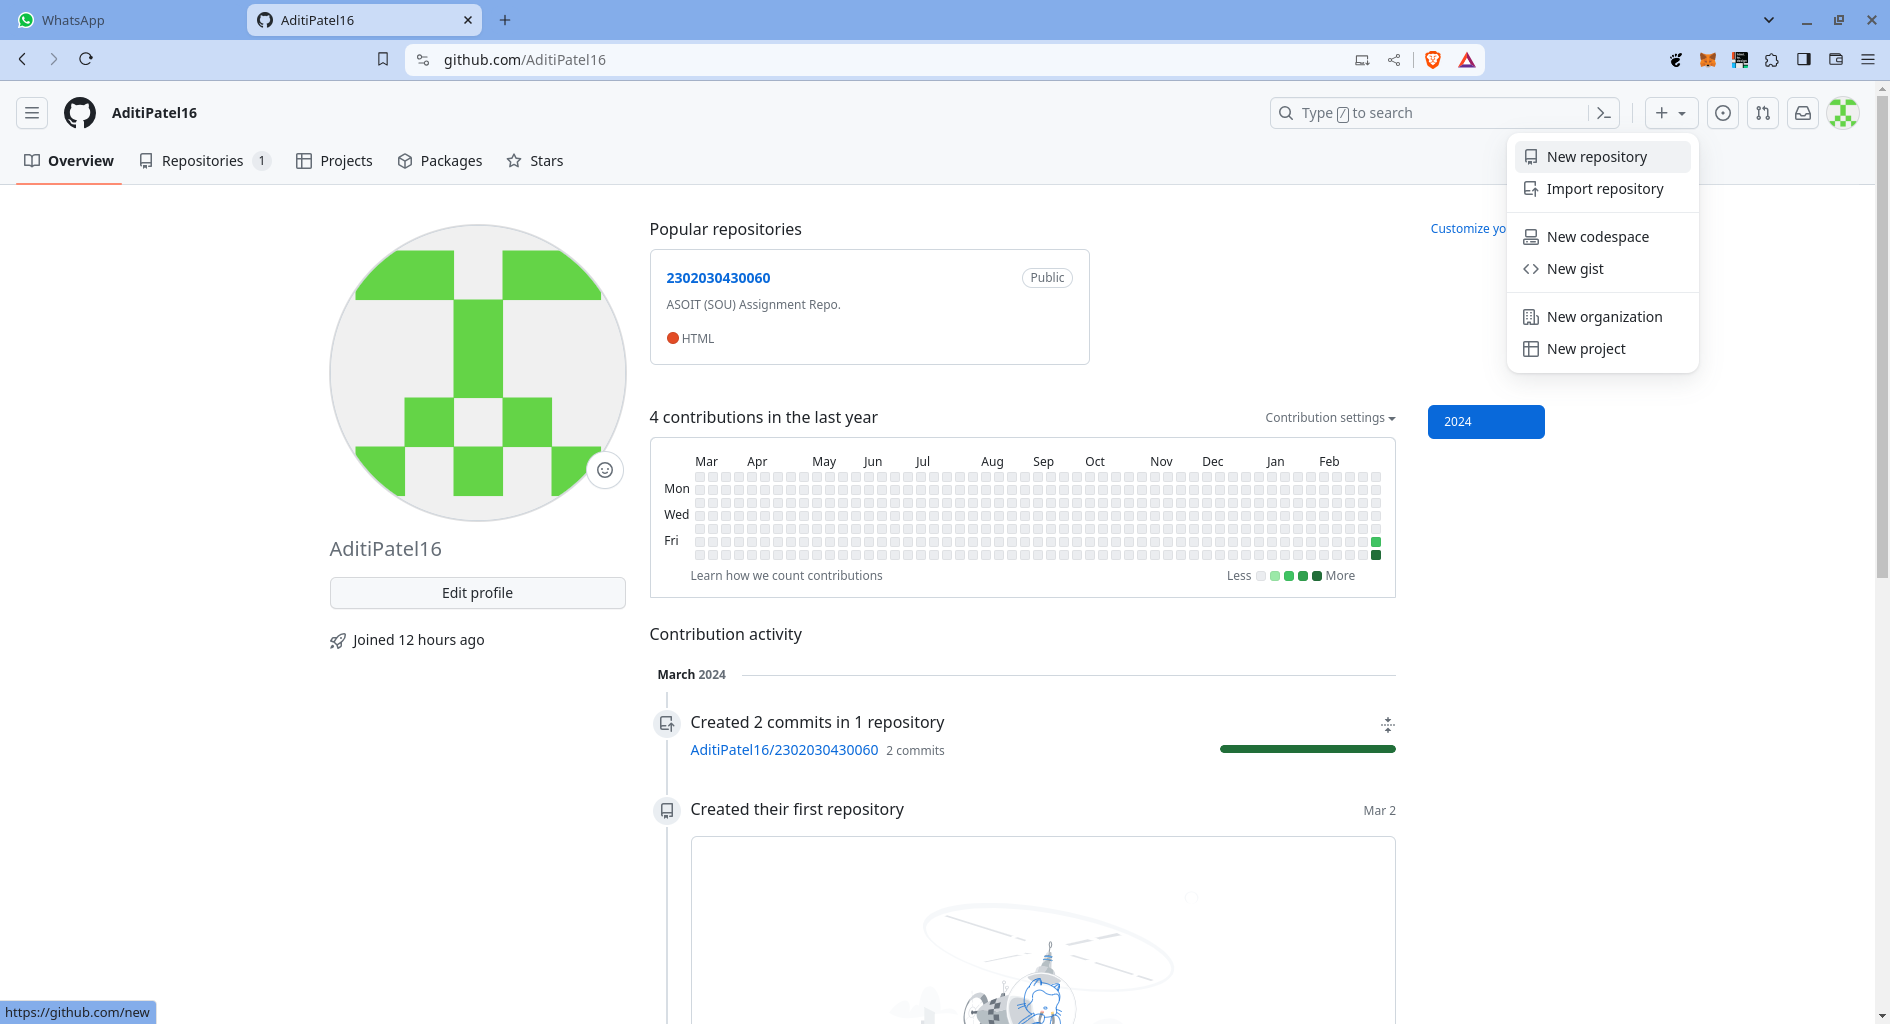 WhatsApp
AditiPatel16
github.com/AditiPatel16
AditiPatel16
Type / to search
Overview
Repositories 1
Projects
Packages
Stars
New repository
Import repository
New codespace
New gist
New organization
New project
Popular repositories
Customize yo
2302030430060
Public
ASOIT (SOU) Assignment Repo.
HTML
4 contributions in the last year
Contribution settings
2024
Mar Apr May Jun Jul Aug Sep Oct Nov Dec Jan Feb
Mon
Wed
Fri
Learn how we count contributions
Less More
AditiPatel16
Edit profile
Joined 12 hours ago
Contribution activity
March 2024
Created 2 commits in 1 repository
AditiPatel16/2302030430060 2 commits
Created their first repository
Mar 2
https://github.com/new